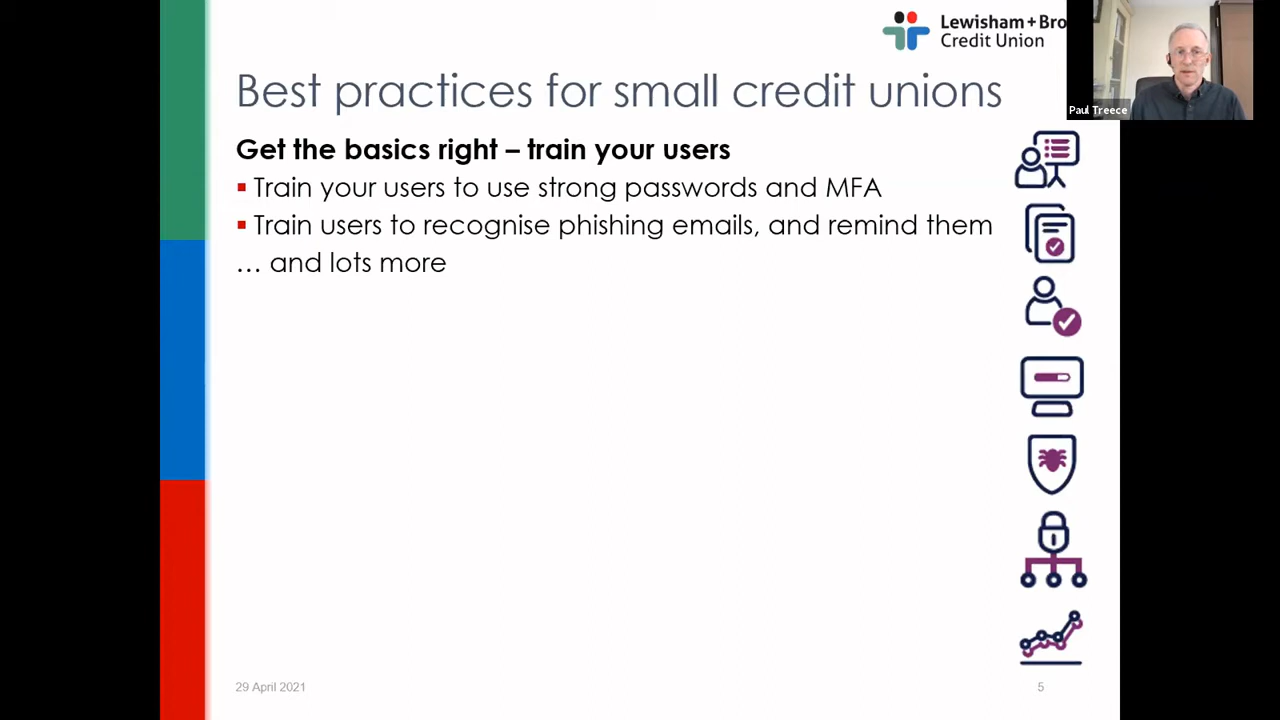 Lewisham + Bro
Credit Union
Paul Treece
Best practices for small credit unions
Get the basics right – train your users
▪ Train your users to use strong passwords and MFA
▪ Train users to recognise phishing emails, and remind them
… and lots more
29 April 2021
5